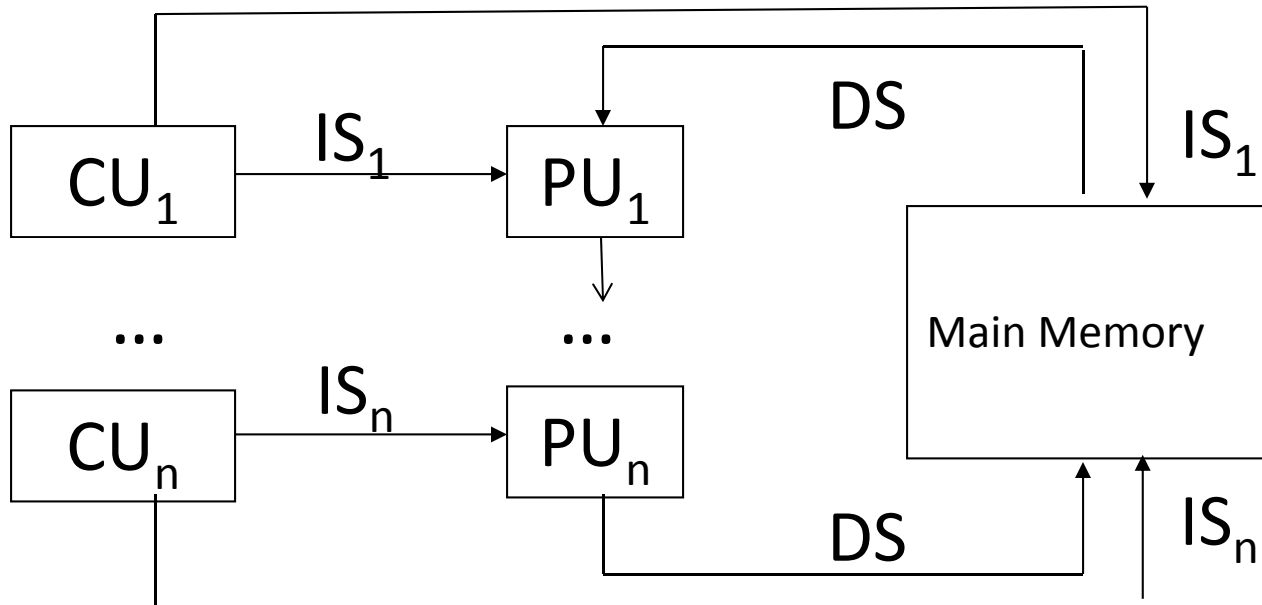 DS
IS₁
IS₁
CU₁
PU₁
Main Memory
... ...
ISₙ
CUₙ
PUₙ
DS
ISₙ